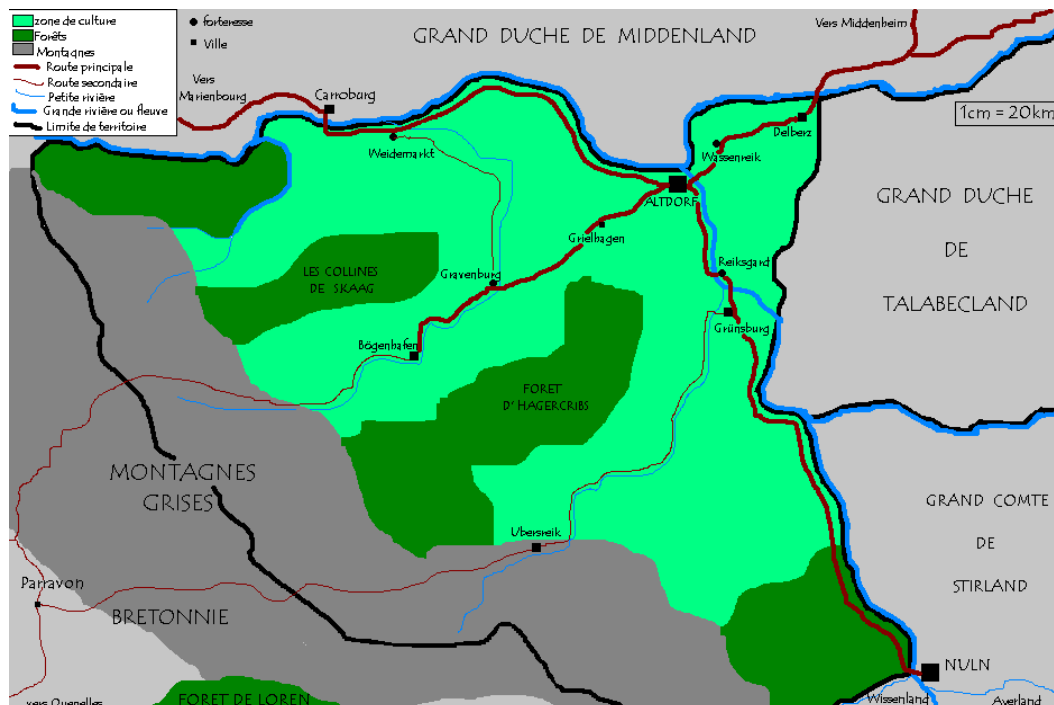 zone de culture
Forêts
Montagnes
Route principale
Route secondaire
Petite rivière
Grande rivière ou fleuve
Limite de territoire
forteresse
Ville
GRAND DUCHE DE MIDDENLAND
Vers Middenheim
1cm = 20km
Vers
Marienbourg
Carroburg
Weidemarkt
Delberz
Wassenreik
ALTDORF
GRAND DUCHE
DE
TALABECLAND
Grielhagen
LES COLLINES
DE SKAAG
Gravenburg
Reiksgard
Grünsburg
Bögenhafen
FORET
D'HAGERCRIBS
MONTAGNES
GRISES
GRAND COMTE
DE
STIRLAND
Ubersreik
Parravon
BRETONNIE
NULN
FORET DE LOREN
vers Quenelles
Wissenland
Averland